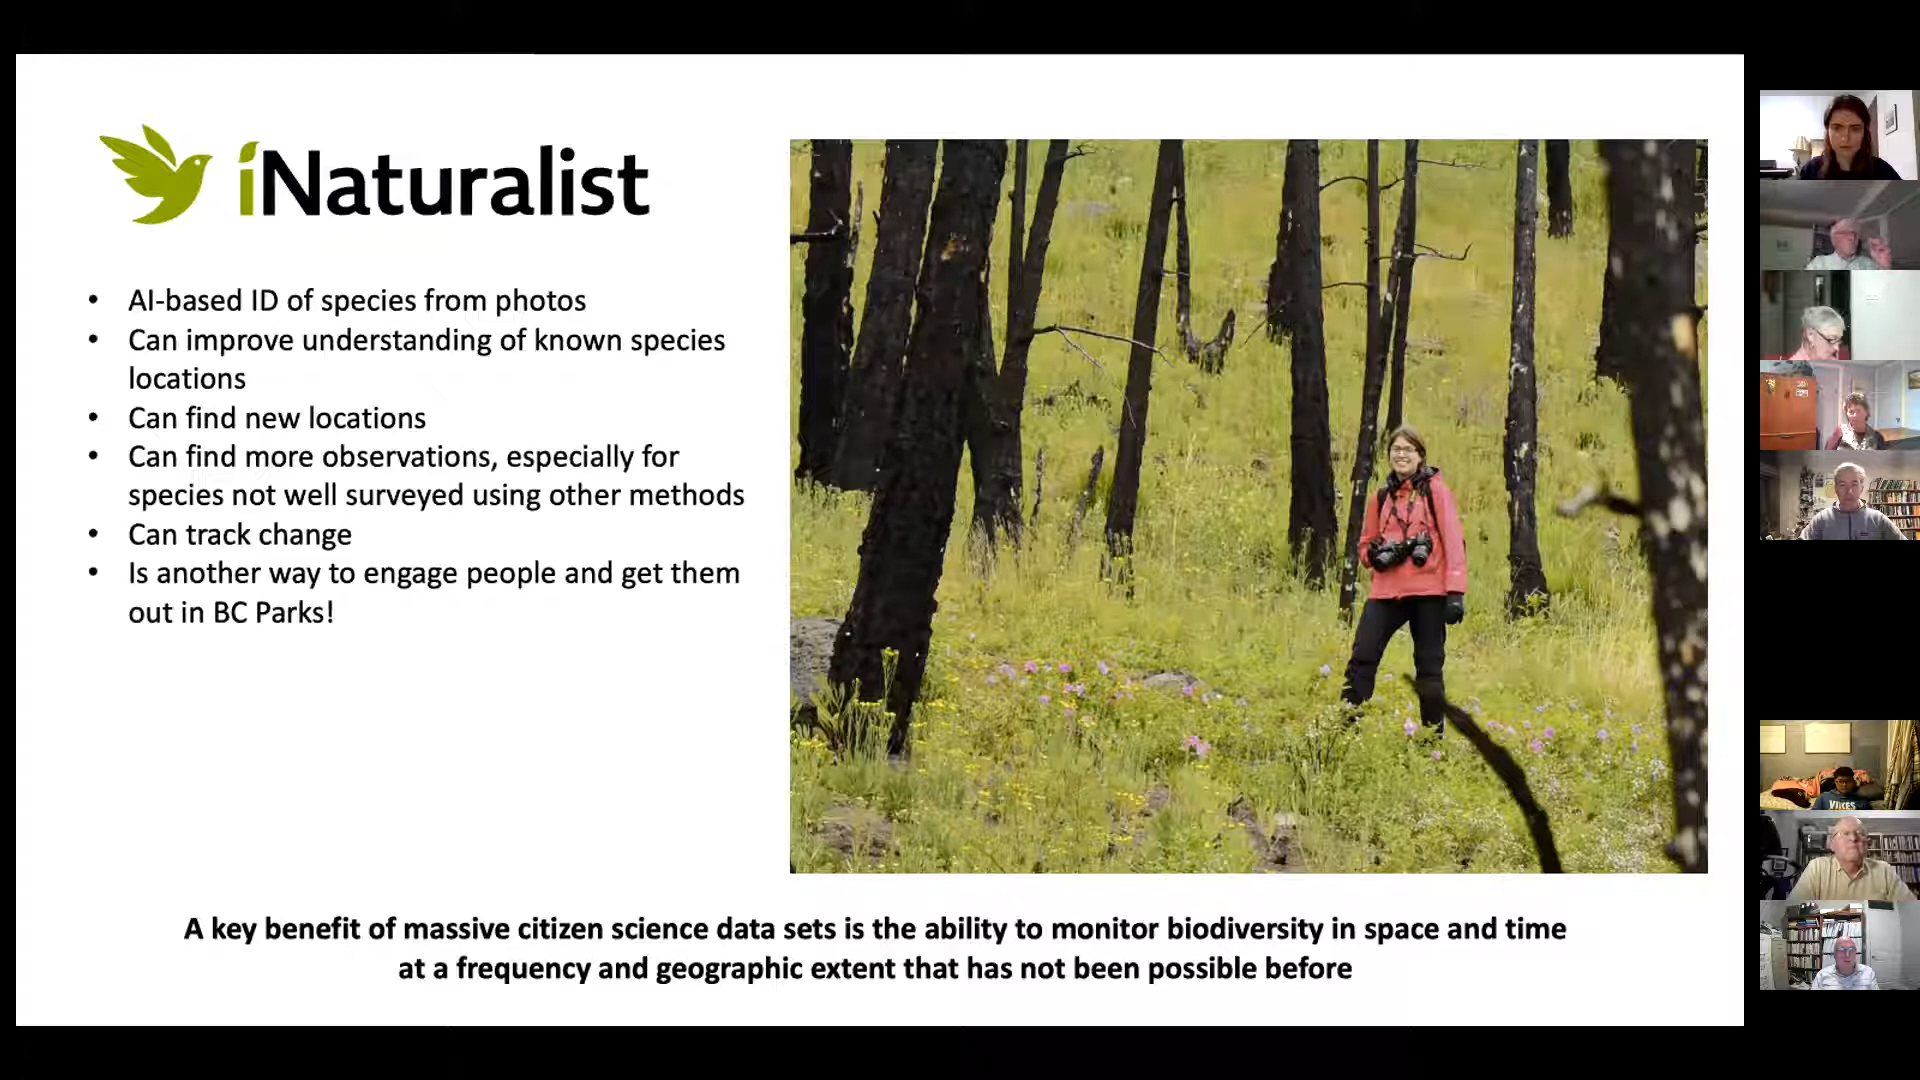 iNaturalist
• AI-based ID of species from photos
• Can improve understanding of known species
locations
• Can find new locations
• Can find more observations, especially for
species not well surveyed using other methods
• Can track change
• Is another way to engage people and get them
out in BC Parks!
A key benefit of massive citizen science data sets is the ability to monitor biodiversity in space and time
at a frequency and geographic extent that has not been possible before
VIKES